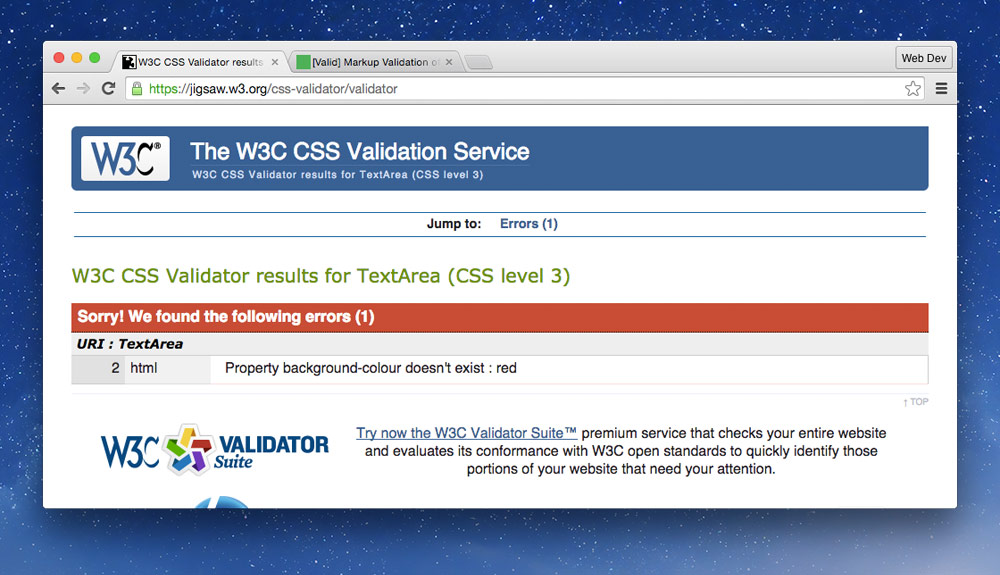 W3C CSS Validator results
[Valid] Markup Validation o
Web Dev
https://jigsaw.w3.org/css-validator/validator
W3C®
The W3C CSS Validation Service
W3C CSS Validator results for TextArea (CSS level 3)
Jump to: Errors (1)
W3C CSS Validator results for TextArea (CSS level 3)
Sorry! We found the following errors (1)
URI : TextArea
2 html Property background-colour doesn't exist : red
↑ TOP
W3C VALIDATOR
Suite
Try now the W3C Validator Suite™ premium service that checks your entire website
and evaluates its conformance with W3C open standards to quickly identify those
portions of your website that need your attention.